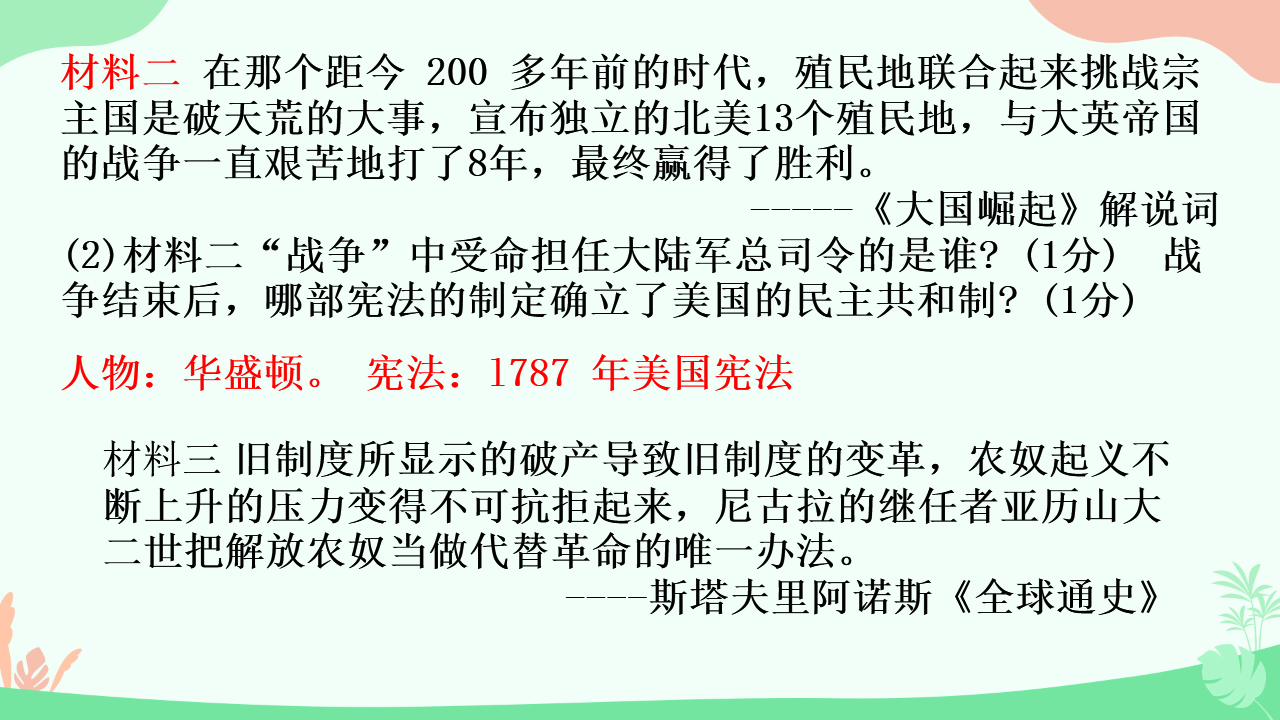 材料二 在那个距今 200 多年前的时代，殖民地联合起来挑战宗
主国是破天荒的大事，宣布独立的北美13个殖民地，与大英帝国
的战争一直艰苦地打了8年，最终赢得了胜利。
-----《大国崛起》解说词
(2)材料二“战争”中受命担任大陆军总司令的是谁? (1分)  战
争结束后，哪部宪法的制定确立了美国的民主共和制? (1分)
人物：华盛顿。 宪法：1787 年美国宪法
材料三 旧制度所显示的破产导致旧制度的变革，农奴起义不
断上升的压力变得不可抗拒起来，尼古拉的继任者亚历山大
二世把解放农奴当做代替革命的唯一办法。
----斯塔夫里阿诺斯《全球通史》